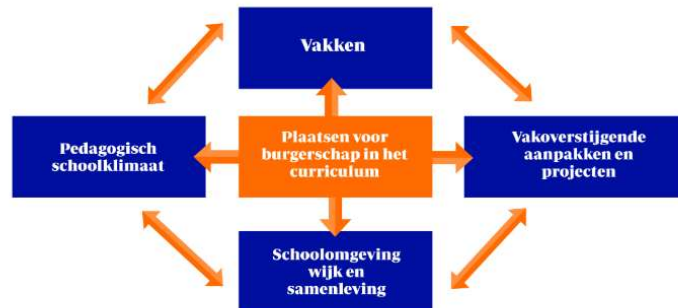 Vakken
Pedagogisch
schoolklimaat
Plaatsen voor
burgerschap in het
curriculum
Vakoverstijgende
aanpakken en
projecten
Schoolomgeving
wijk en
samenleving